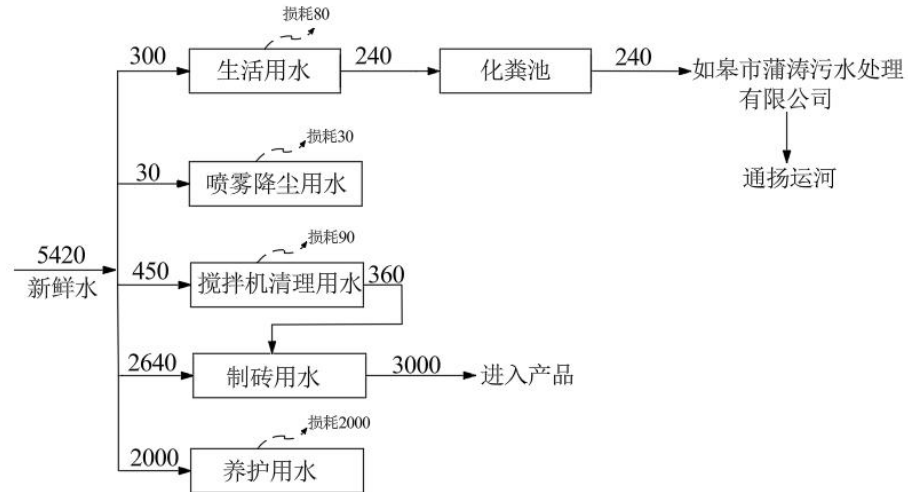 损耗80
300
生活用水
240
化粪池
240
如皋市蒲涛污水处理
有限公司
通扬运河
损耗30
30
喷雾降尘用水
损耗90
5420
新鲜水
450
搅拌机清理用水
360
2640
制砖用水
3000
进入产品
损耗2000
2000
养护用水